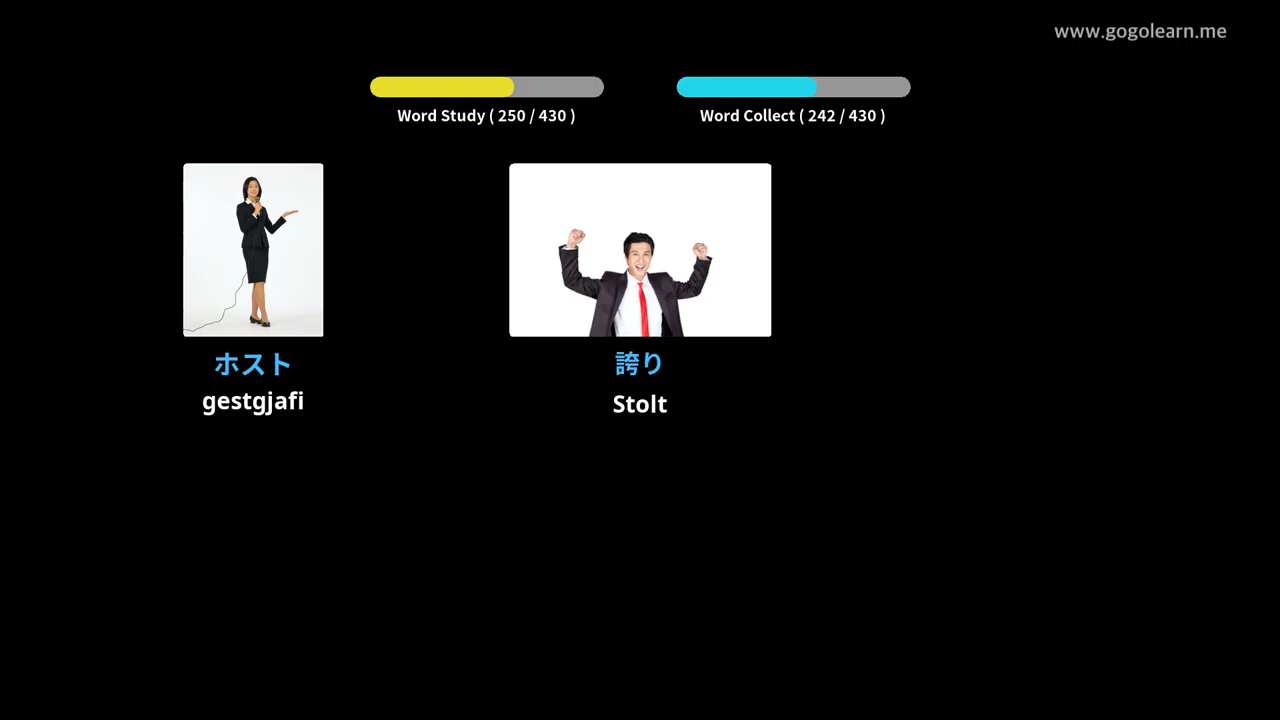 www.gogolearn.me
Word Study ( 250 / 430 )
Word Collect ( 242 / 430 )
ホスト
gestgjafi
誇り
Stolt